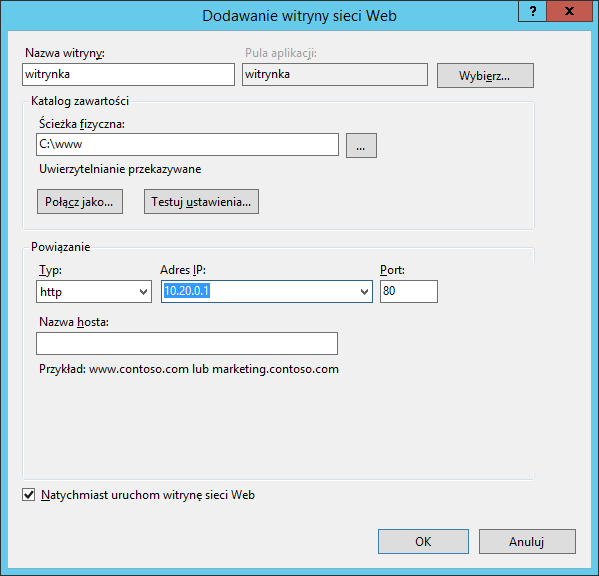 Dodawanie witryny sieci Web
?
x
Nazwa witryny:
Pula aplikacji:
witrynka
witrynka
Wybierz...
Katalog zawartości
Ścieżka fizyczna:
C:\www
...
Uwierzytelnianie przekazywane
Połącz jako...
Testuj ustawienia...
Powiązanie
Typ:
Adres IP:
Port:
http
10.20.0.1
80
Nazwa hosta:
Przykład: www.contoso.com lub marketing.contoso.com
Natychmiast uruchom witrynę sieci Web
OK
Anuluj